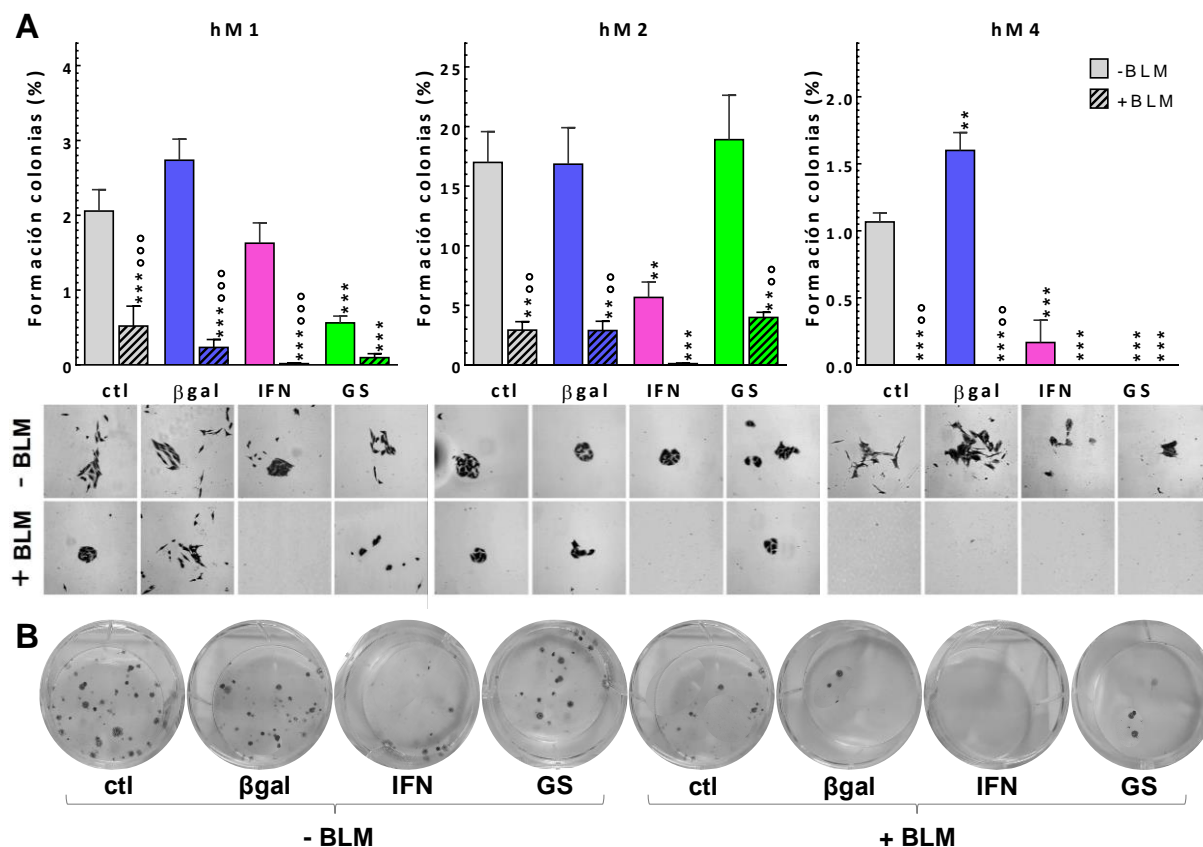 A
hM1
hM2
hM4
Formación colonias (%)
4
3
2
1
0
***°°°
***°°°
***°°
***
***
ctl
βgal
IFN
GS
Formación colonias (%)
25
20
15
10
5
0
**°°
**°°
**
***
**°°
ctl
βgal
IFN
GS
Formación colonias (%)
2.0
1.5
1.0
0.5
0.0
***°°
**
***°°
***
***
***
***
ctl
βgal
IFN
GS
-BLM
+BLM
- BLM
+ BLM
B
ctl
βgal
IFN
GS
ctl
βgal
IFN
GS
- BLM
+ BLM